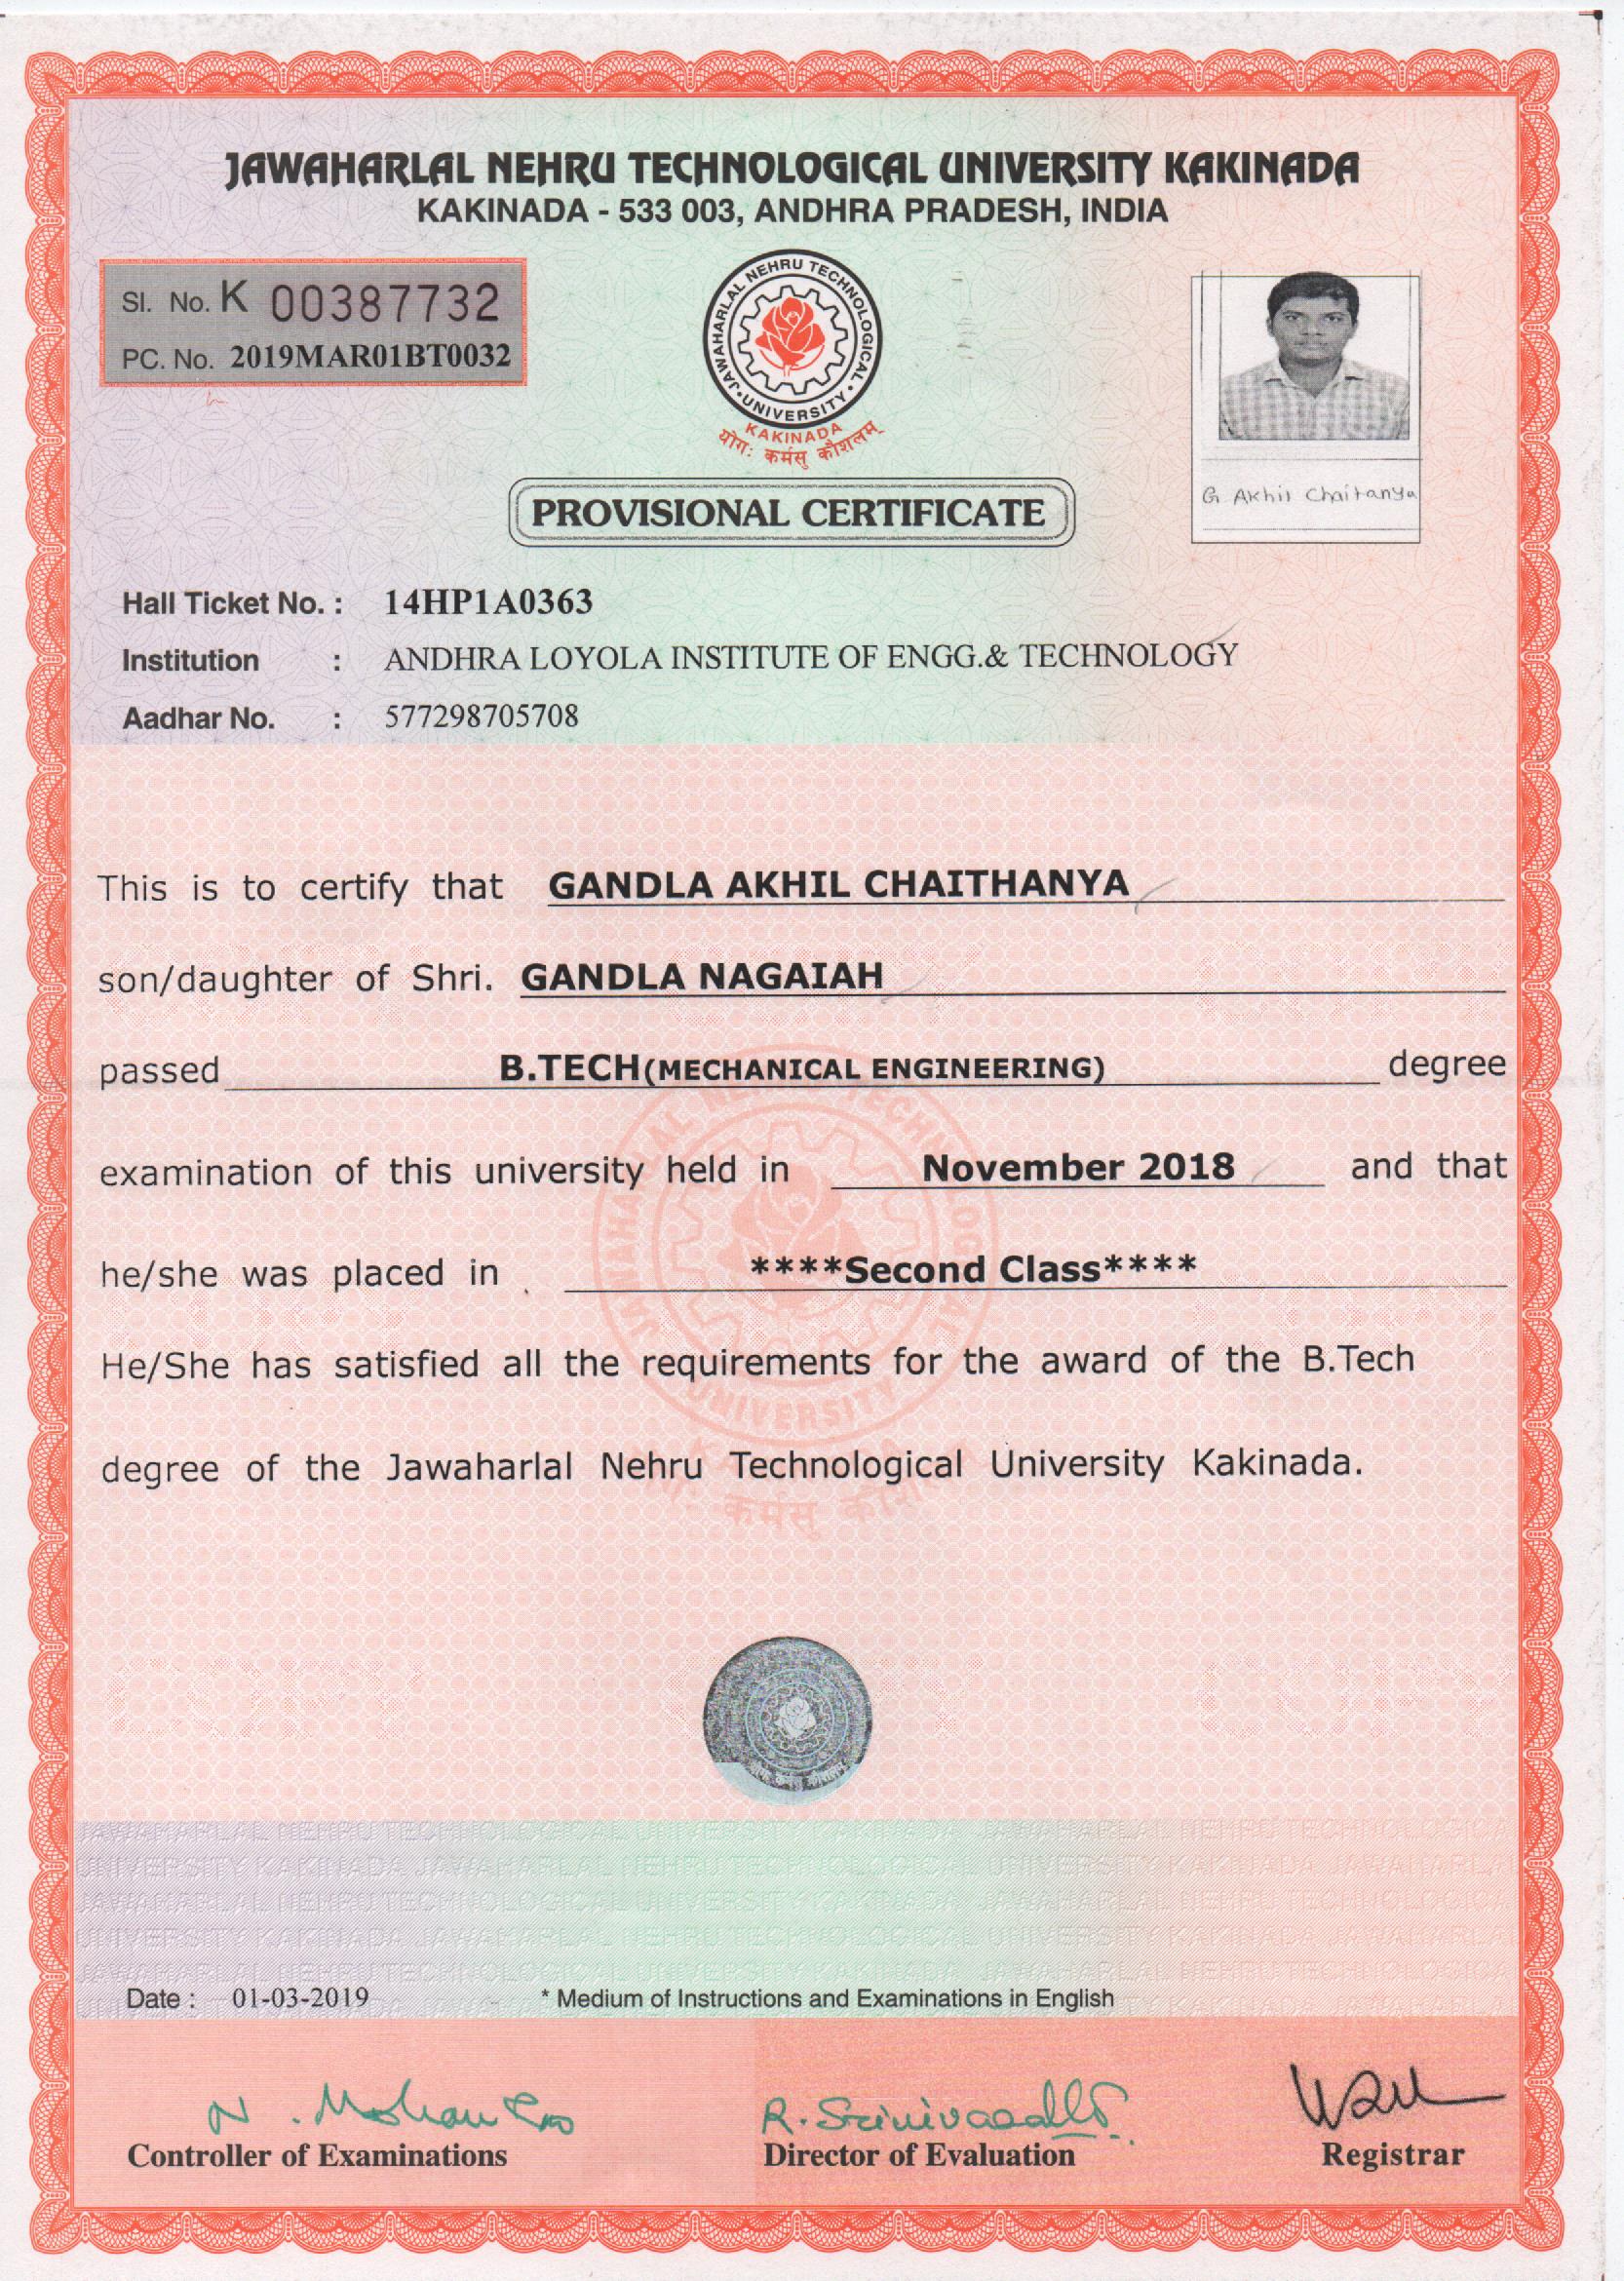 JAWAHARLAL NEHRU TECHNOLOGICAL UNIVERSITY KAKINADA
KAKINADA - 533 003, ANDHRA PRADESH, INDIA
Sl. No. K 00387732
PC. No. 2019MAR01BT0032
JAWAHARLAL NEHRU TECHNOLOGICAL
UNIVERSITY
KAKINADA
योगः कर्मसु कौशलम्
G Akhil Chaitanya
PROVISIONAL CERTIFICATE
Hall Ticket No. : 14HP1A0363
Institution : ANDHRA LOYOLA INSTITUTE OF ENGG.& TECHNOLOGY
Aadhar No. : 577298705708
This is to certify that GANDLA AKHIL CHAITHANYA
son/daughter of Shri. GANDLA NAGAIAH
passed B.TECH(MECHANICAL ENGINEERING) degree
examination of this university held in November 2018 and that
he/she was placed in ****Second Class****
He/She has satisfied all the requirements for the award of the B.Tech
degree of the Jawaharlal Nehru Technological University Kakinada.
Date : 01-03-2019 * Medium of Instructions and Examinations in English
N. Mohan Rao
Controller of Examinations
R. Srinivasa
Director of Evaluation
Registrar